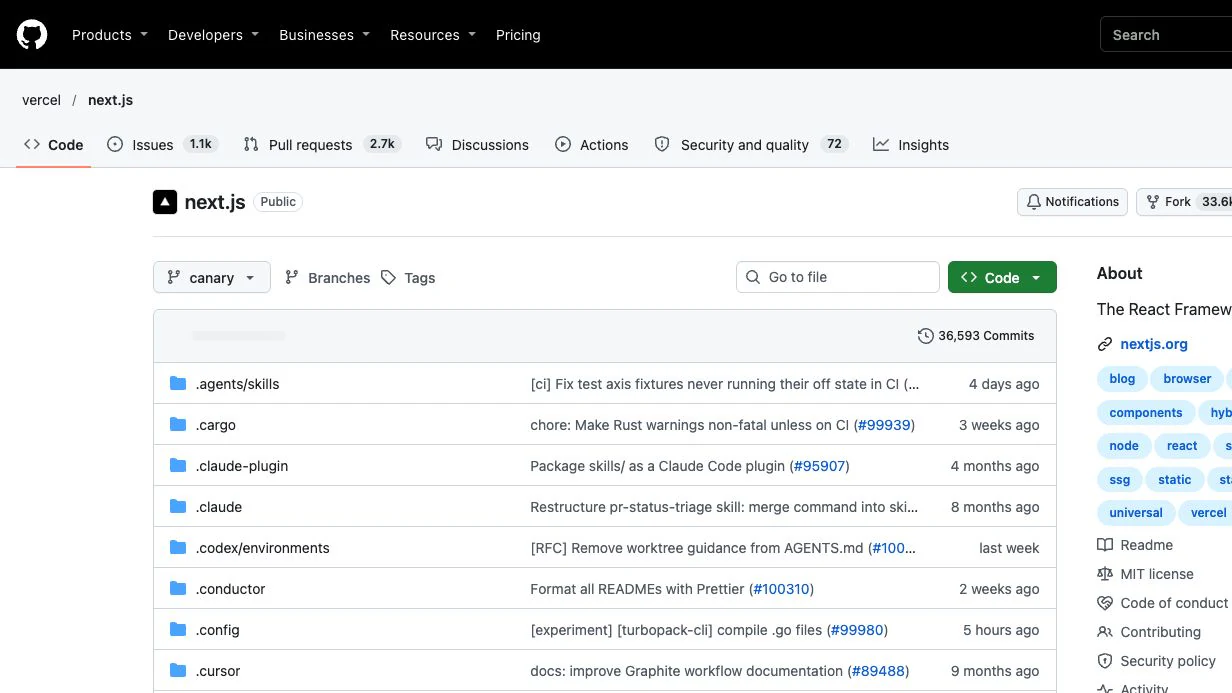 Products Developers Businesses Resources Pricing Search
vercel / next.js
Code Issues 1.1k Pull requests 2.7k Discussions Actions Security and quality 72 Insights
next.js Public Notifications Fork 33.6k
canary Branches Tags Go to file Code
36,593 Commits
.agents/skills [ci] Fix test axis fixtures never running their off state in CI (... 4 days ago
.cargo chore: Make Rust warnings non-fatal unless on CI (#99939) 3 weeks ago
.claude-plugin Package skills/ as a Claude Code plugin (#95907) 4 months ago
.claude Restructure pr-status-triage skill: merge command into ski... 8 months ago
.codex/environments [RFC] Remove worktree guidance from AGENTS.md (#100... last week
.conductor Format all READMEs with Prettier (#100310) 2 weeks ago
.config [experiment] [turbopack-cli] compile .go files (#99980) 5 hours ago
.cursor docs: improve Graphite workflow documentation (#89488) 9 months ago
About
The React Framew
nextjs.org
blog browser
components hyb
node react s
ssg static sta
universal vercel
Readme
MIT license
Code of conduct
Contributing
Security policy
Activity